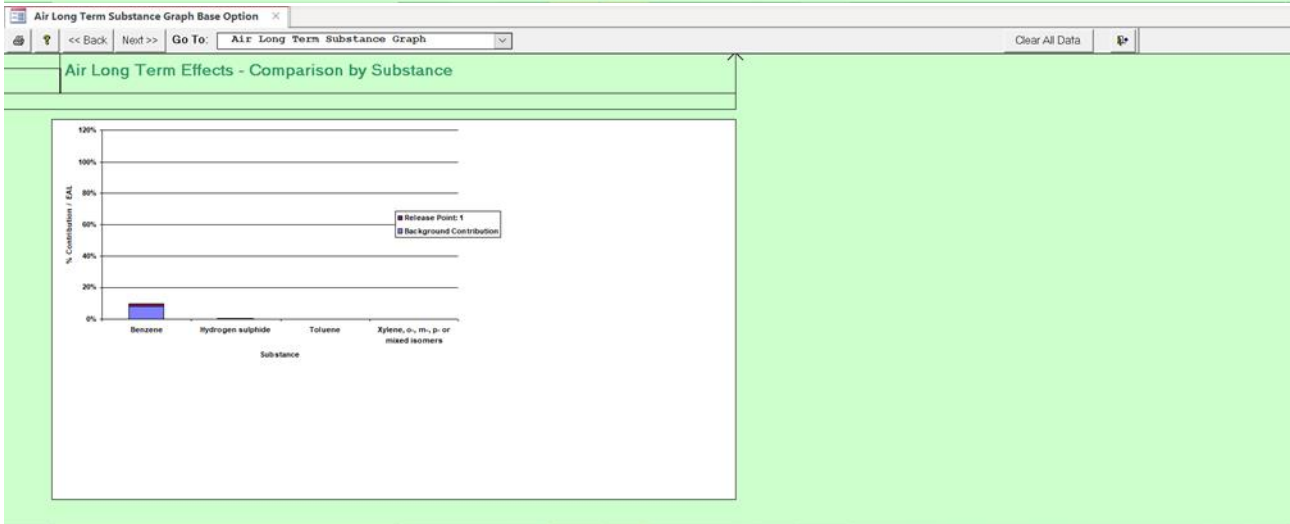 Air Long Term Substance Graph Base Option ×
? << Back Next >> Go To: Air Long Term Substance Graph Clear All Data
Air Long Term Effects - Comparison by Substance
120%
100%
80%
60%
40%
20%
0%
% Contribution / EAL
Release Point: 1
Background Contribution
Benzene Hydrogen sulphide Toluene Xylene, o-, m-, p- or
mixed isomers
Substance